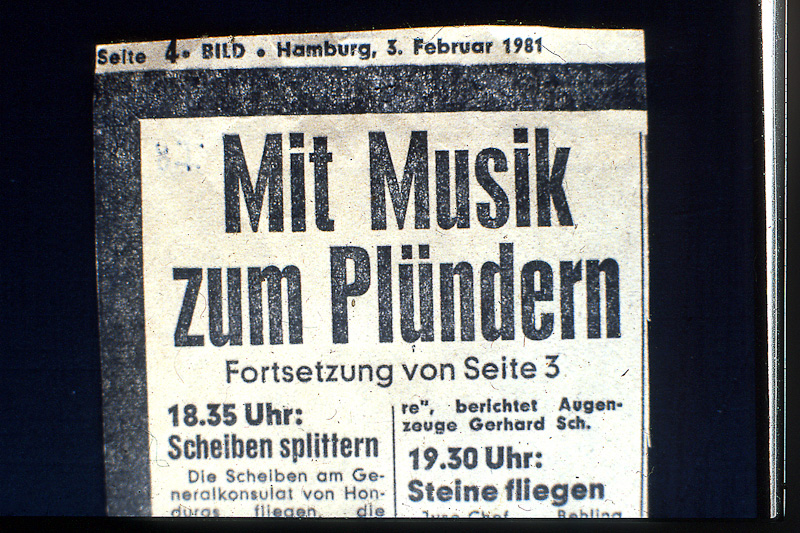 Seite 4 • BILD • Hamburg, 3. Februar 1981
Mit Musik
zum Plündern
Fortsetzung von Seite 3
18.35 Uhr:
Scheiben splittern
Die Scheiben am Ge-
neralkonsulat von Hon-
duras fliegen, die
re", berichtet Augen-
zeuge Gerhard Sch.
19.30 Uhr:
Steine fliegen
Behling